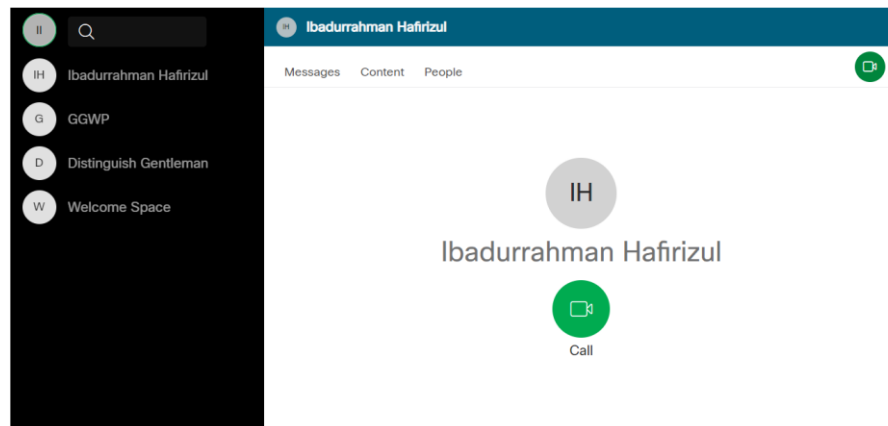 II
IH Ibadurrahman Hafirizul
G GGWP
D Distinguish Gentleman
W Welcome Space
IH Ibadurrahman Hafirizul
Messages Content People
IH
Ibadurrahman Hafirizul
Call